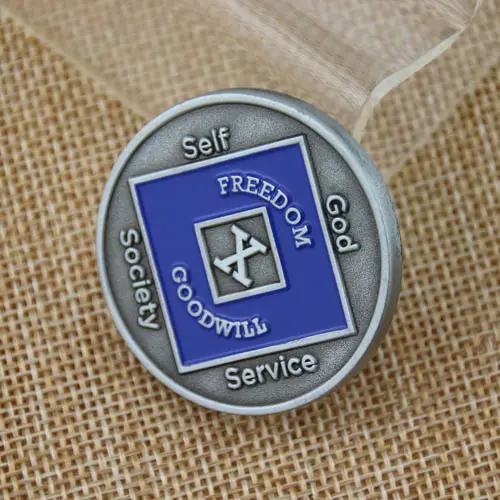 Self
FREEDOM
God
X
Society
GOODWILL
Service